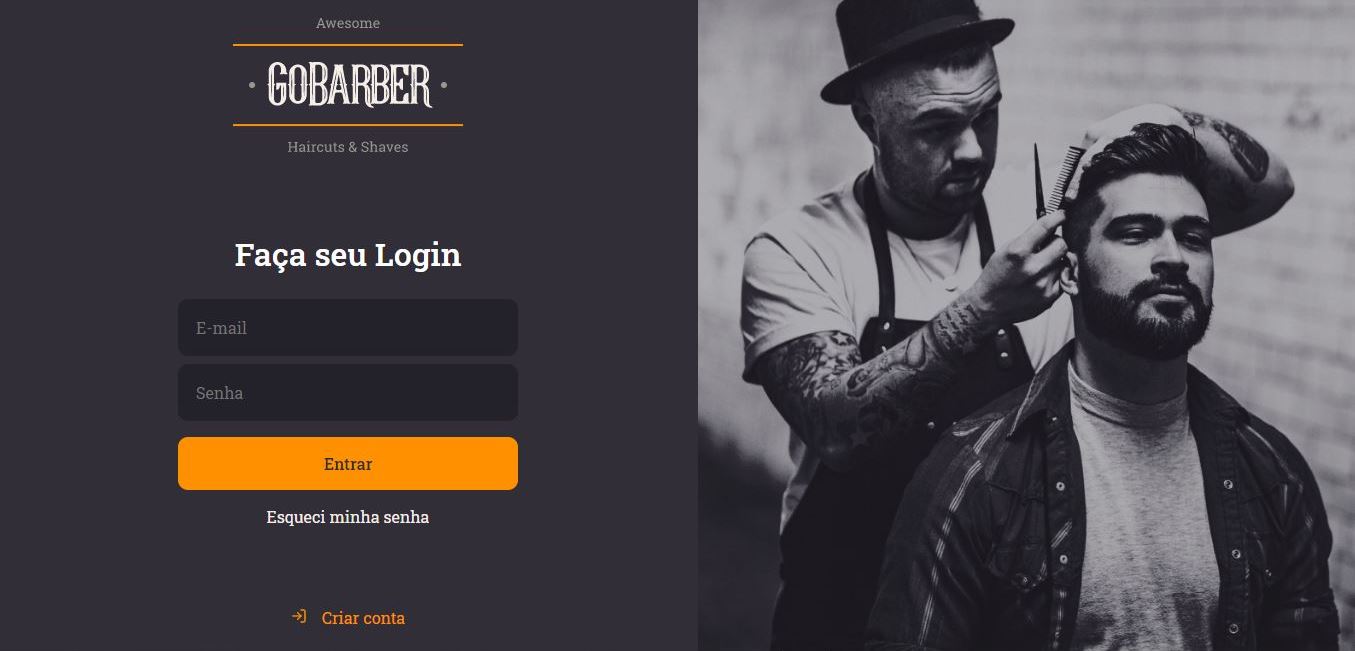 Awesome
• GOBARBER •
Haircuts & Shaves
Faça seu Login
E-mail
Senha
Entrar
Esqueci minha senha
Criar conta